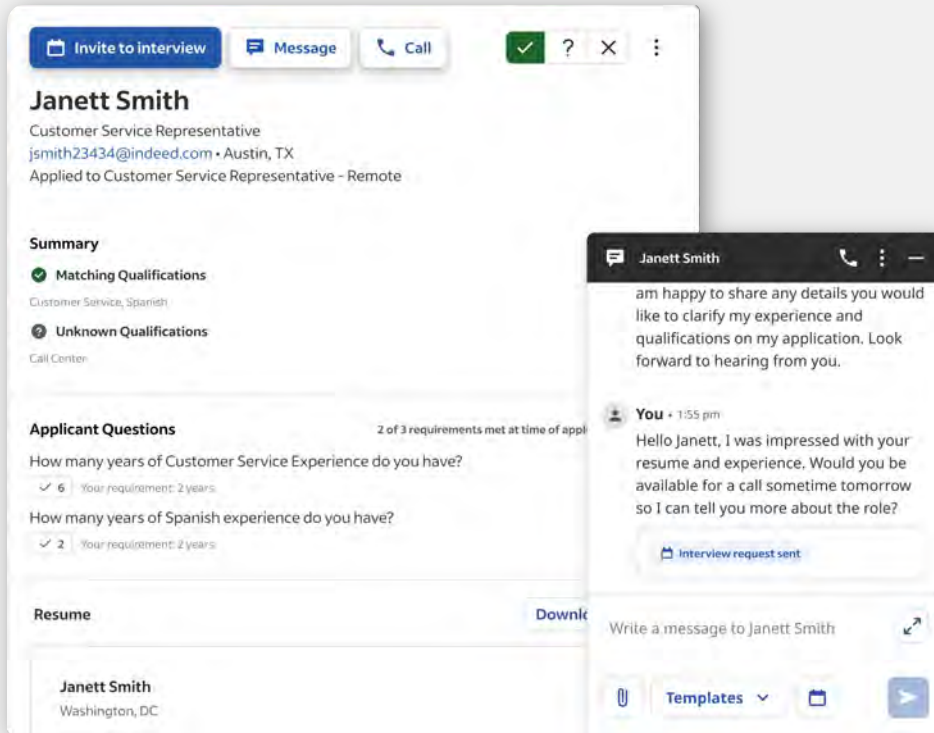 Invite to interview
Message
Call
?
Janett Smith
Customer Service Representative
jsmith23434@indeed.com • Austin, TX
Applied to Customer Service Representative - Remote
Summary
Matching Qualifications
Customer Service, Spanish
? Unknown Qualifications
Call Center
Applicant Questions
2 of 3 requirements met at time of appl
How many years of Customer Service Experience do you have?
6 Your requirement: 2 years
How many years of Spanish experience do you have?
2 Your requirement: 2 years
Resume
Downlo
Janett Smith
Washington, DC
Janett Smith
am happy to share any details you would
like to clarify my experience and
qualifications on my application. Look
forward to hearing from you.
You • 1:55 pm
Hello Janett, I was impressed with your
resume and experience. Would you be
available for a call sometime tomorrow
so I can tell you more about the role?
Interview request sent
Write a message to Janett Smith
Templates